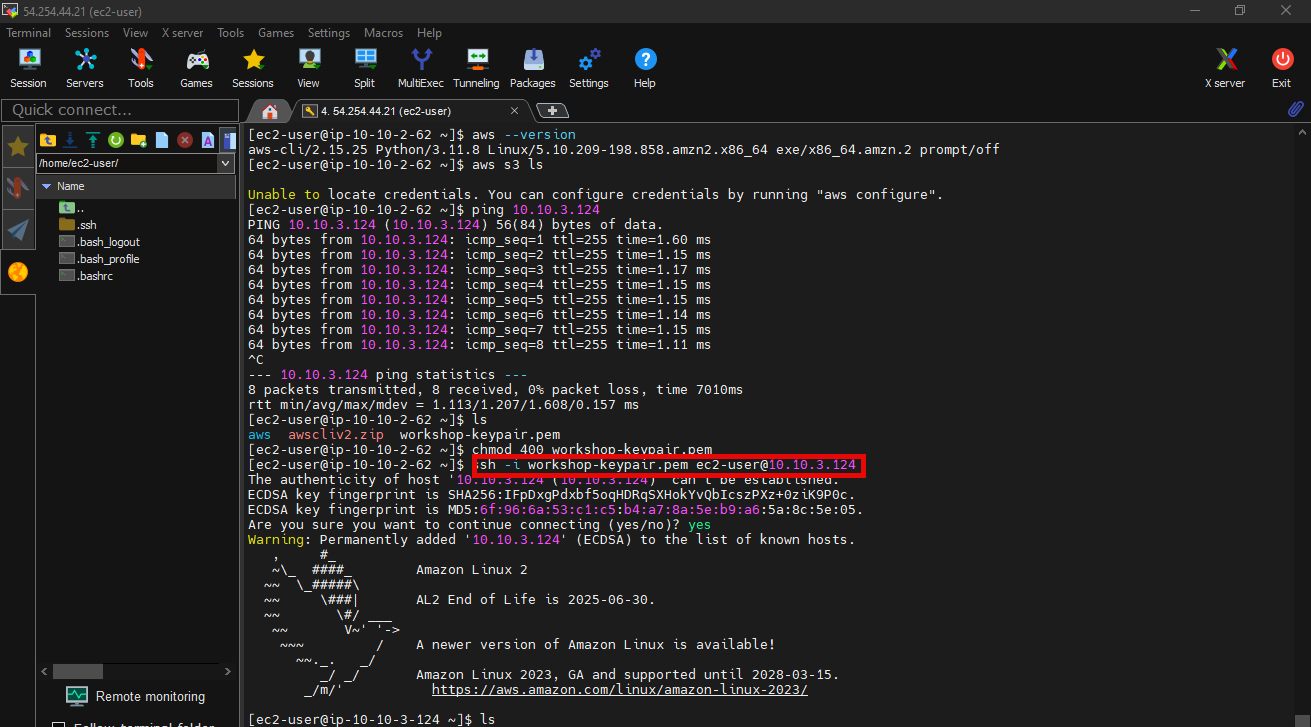 54.254.44.21 (ec2-user)
Terminal Sessions View X server Tools Games Settings Macros Help
Session Servers Tools Games Sessions View Split MultiExec Tunneling Packages Settings Help X server Exit
Quick connect...
4. 54.254.44.21 (ec2-user)
/home/ec2-user/
Name
..
.ssh
.bash_logout
.bash_profile
.bashrc
Remote monitoring
Follow terminal folder
[ec2-user@ip-10-10-2-62 ~]$ aws --version
aws-cli/2.15.25 Python/3.11.8 Linux/5.10.209-198.858.amzn2.x86_64 exe/x86_64.amzn.2 prompt/off
[ec2-user@ip-10-10-2-62 ~]$ aws s3 ls
Unable to locate credentials. You can configure credentials by running "aws configure".
[ec2-user@ip-10-10-2-62 ~]$ ping 10.10.3.124
PING 10.10.3.124 (10.10.3.124) 56(84) bytes of data.
64 bytes from 10.10.3.124: icmp_seq=1 ttl=255 time=1.60 ms
64 bytes from 10.10.3.124: icmp_seq=2 ttl=255 time=1.15 ms
64 bytes from 10.10.3.124: icmp_seq=3 ttl=255 time=1.17 ms
64 bytes from 10.10.3.124: icmp_seq=4 ttl=255 time=1.15 ms
64 bytes from 10.10.3.124: icmp_seq=5 ttl=255 time=1.15 ms
64 bytes from 10.10.3.124: icmp_seq=6 ttl=255 time=1.14 ms
64 bytes from 10.10.3.124: icmp_seq=7 ttl=255 time=1.15 ms
64 bytes from 10.10.3.124: icmp_seq=8 ttl=255 time=1.11 ms
^C
--- 10.10.3.124 ping statistics ---
8 packets transmitted, 8 received, 0% packet loss, time 7010ms
rtt min/avg/max/mdev = 1.113/1.207/1.608/0.157 ms
[ec2-user@ip-10-10-2-62 ~]$ ls
aws awscliv2.zip workshop-keypair.pem
[ec2-user@ip-10-10-2-62 ~]$ chmod 400 workshop-keypair.pem
[ec2-user@ip-10-10-2-62 ~]$ ssh -i workshop-keypair.pem ec2-user@10.10.3.124
The authenticity of host '10.10.3.124 (10.10.3.124)' can't be established.
ECDSA key fingerprint is SHA256:IFpDxgPdxbf5oqHDRqSXHokYvQbIcszPXz+0ziK9P0c.
ECDSA key fingerprint is MD5:6f:96:6a:53:c1:c5:b4:a7:8a:5e:b9:a6:5a:8c:5e:05.
Are you sure you want to continue connecting (yes/no)? yes
Warning: Permanently added '10.10.3.124' (ECDSA) to the list of known hosts.
   ,     #_
   ~\_  ####_        Amazon Linux 2
  ~~  \_#####\
  ~~     \###|       AL2 End of Life is 2025-06-30.
  ~~       \#/ ___
   ~~       V~' '->
    ~~~         /    A newer version of Amazon Linux is available!
      ~~._.   _/
         _/ _/       Amazon Linux 2023, GA and supported until 2028-03-15.
       _/m/'           https://aws.amazon.com/linux/amazon-linux-2023/
[ec2-user@ip-10-10-3-124 ~]$ ls